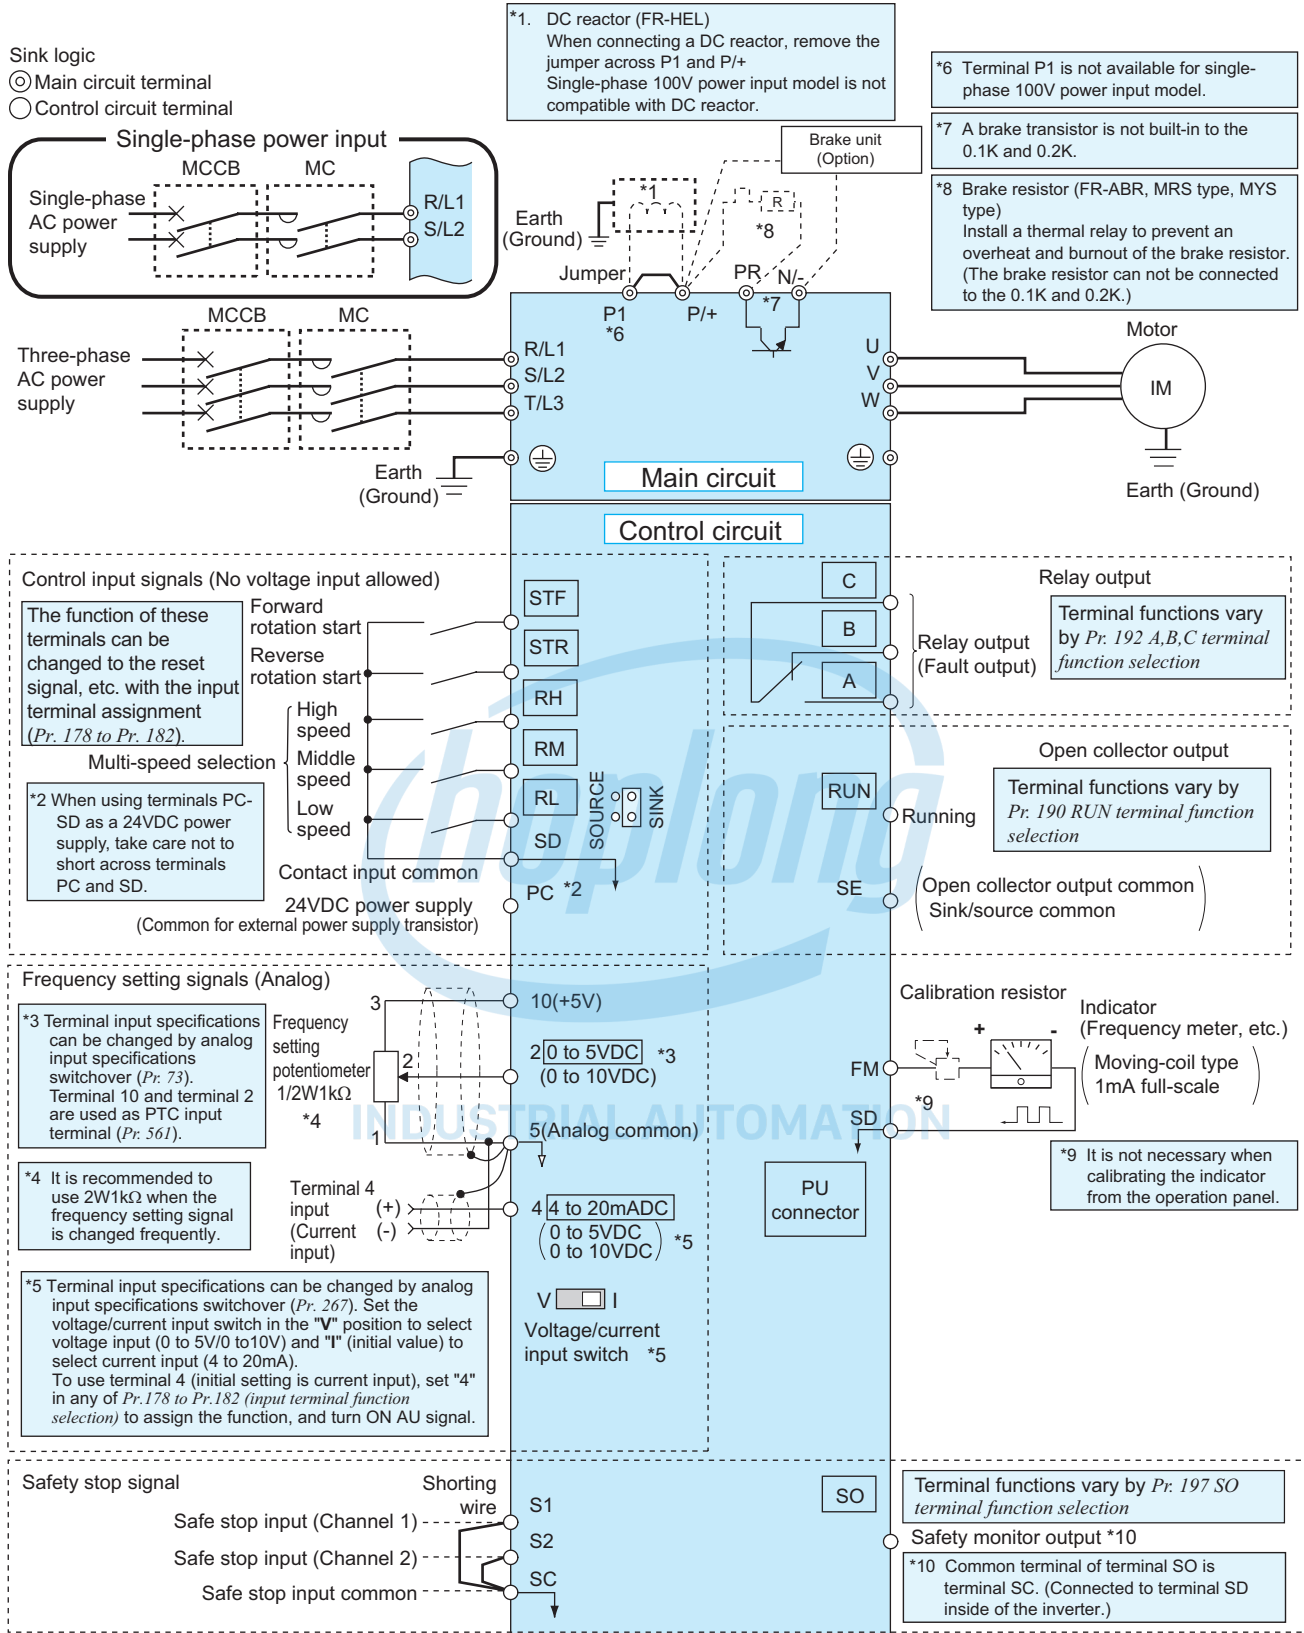 *1. DC reactor (FR-HEL)
When connecting a DC reactor, remove the
jumper across P1 and P/+
Single-phase 100V power input model is not
compatible with DC reactor.
Sink logic
Main circuit terminal
Control circuit terminal
*6 Terminal P1 is not available for single-
phase 100V power input model.
*7 A brake transistor is not built-in to the
0.1K and 0.2K.
*8 Brake resistor (FR-ABR, MRS type, MYS
type)
Install a thermal relay to prevent an
overheat and burnout of the brake resistor.
(The brake resistor can not be connected
to the 0.1K and 0.2K.)
Single-phase power input
MCCB
MC
Single-phase
AC power
supply
R/L1
S/L2
Brake unit
(Option)
*1
R
*8
Earth
(Ground)
Jumper
PR
N/-
P1
*6
P/+
*7
MCCB
MC
Three-phase
AC power
supply
R/L1
S/L2
T/L3
U
V
W
Motor
IM
Earth
(Ground)
Earth (Ground)
Main circuit
Control circuit
Control input signals (No voltage input allowed)
The function of these
terminals can be
changed to the reset
signal, etc. with the input
terminal assignment
(Pr. 178 to Pr. 182).
Forward
rotation start
Reverse
rotation start
High
speed
Multi-speed selection
Middle
speed
Low
speed
*2 When using terminals PC-
SD as a 24VDC power
supply, take care not to
short across terminals
PC and SD.
Contact input common
24VDC power supply
(Common for external power supply transistor)
STF
STR
RH
RM
RL
SD
PC *2
SOURCE
SINK
C
B
A
Relay output
Relay output
(Fault output)
Terminal functions vary
by Pr. 192 A,B,C terminal
function selection
Open collector output
RUN
Running
Terminal functions vary by
Pr. 190 RUN terminal function
selection
SE
Open collector output common
Sink/source common
hoplong
INDUSTRIAL AUTOMATION
Frequency setting signals (Analog)
*3 Terminal input specifications
can be changed by analog
input specifications
switchover (Pr. 73).
Terminal 10 and terminal 2
are used as PTC input
terminal (Pr. 561).
Frequency
setting
potentiometer
1/2W1kΩ
*4
3
2
1
10(+5V)
2 0 to 5VDC *3
(0 to 10VDC)
5(Analog common)
*4 It is recommended to
use 2W1kΩ when the
frequency setting signal
is changed frequently.
Terminal 4
input (+)
(Current (-)
input)
4 4 to 20mADC
(0 to 5VDC
0 to 10VDC) *5
*5 Terminal input specifications can be changed by analog
input specifications switchover (Pr. 267). Set the
voltage/current input switch in the "V" position to select
voltage input (0 to 5V/0 to10V) and "I" (initial value) to
select current input (4 to 20mA).
To use terminal 4 (initial setting is current input), set "4"
in any of Pr.178 to Pr.182 (input terminal function
selection) to assign the function, and turn ON AU signal.
V I
Voltage/current
input switch *5
Calibration resistor
Indicator
(Frequency meter, etc.)
+
-
FM
Moving-coil type
1mA full-scale
*9
SD
*9 It is not necessary when
calibrating the indicator
from the operation panel.
PU
connector
Safety stop signal
Shorting
wire
Safe stop input (Channel 1)
Safe stop input (Channel 2)
Safe stop input common
S1
S2
SC
SO
Terminal functions vary by Pr. 197 SO
terminal function selection
Safety monitor output *10
*10 Common terminal of terminal SO is
terminal SC. (Connected to terminal SD
inside of the inverter.)